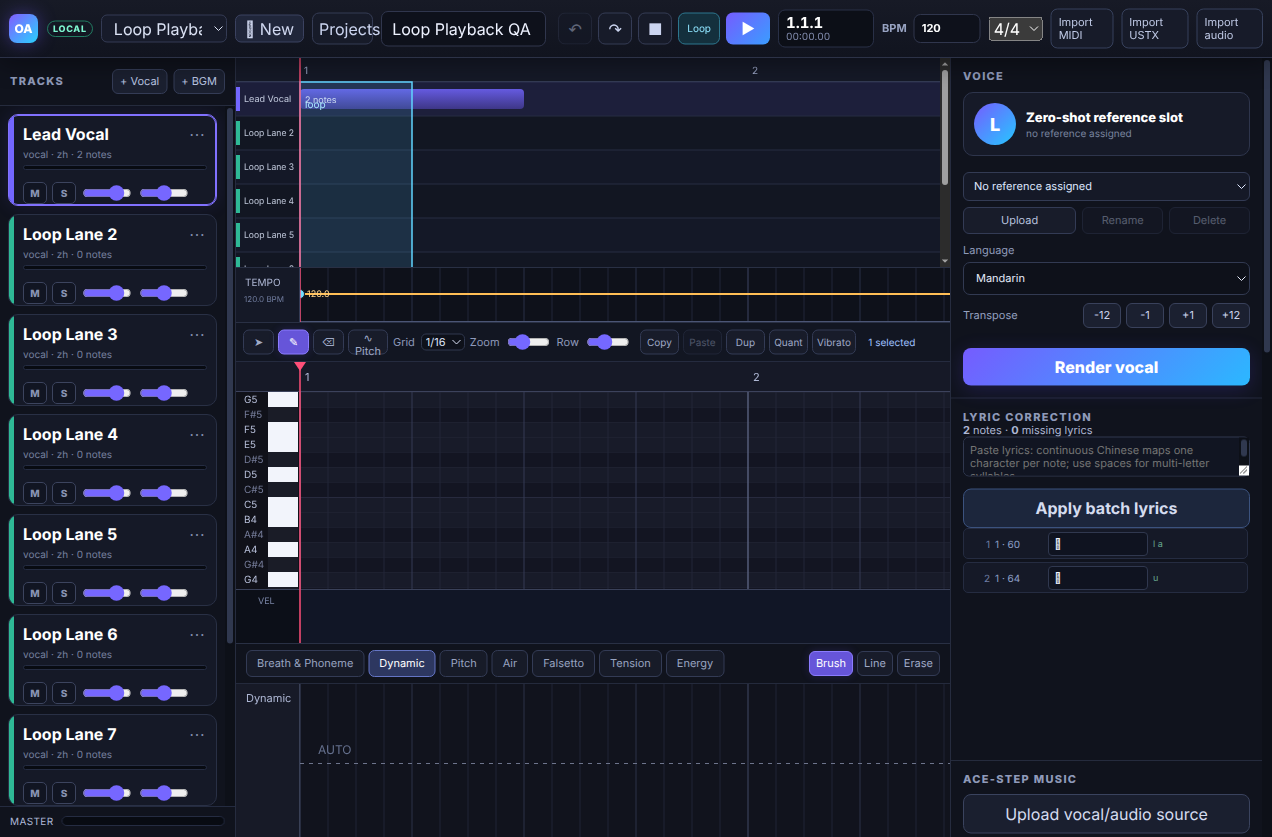 OA
LOCAL
Loop Playba
New
Projects
Loop Playback QA
Loop
1.1.1
00:00.00
BPM
120
4/4
Import MIDI
Import USTX
Import audio
TRACKS
+ Vocal
+ BGM
Lead Vocal
vocal · zh · 2 notes
M
S
Loop Lane 2
vocal · zh · 0 notes
M
S
Loop Lane 3
vocal · zh · 0 notes
M
S
Loop Lane 4
vocal · zh · 0 notes
M
S
Loop Lane 5
vocal · zh · 0 notes
M
S
Loop Lane 6
vocal · zh · 0 notes
M
S
Loop Lane 7
vocal · zh · 0 notes
M
S
MASTER
1
2
Lead Vocal
2 notes
loop
Loop Lane 2
Loop Lane 3
Loop Lane 4
Loop Lane 5
TEMPO
120.0 BPM
120.0
Pitch
Grid
1/16
Zoom
Row
Copy
Paste
Dup
Quant
Vibrato
1 selected
1
2
G5
F#5
F5
E5
D#5
D5
C#5
C5
B4
A#4
A4
G#4
G4
VEL
Breath & Phoneme
Dynamic
Pitch
Air
Falsetto
Tension
Energy
Brush
Line
Erase
Dynamic
AUTO
VOICE
L
Zero-shot reference slot
no reference assigned
No reference assigned
Upload
Rename
Delete
Language
Mandarin
Transpose
-12
-1
+1
+12
Render vocal
LYRIC CORRECTION
2 notes · 0 missing lyrics
Paste lyrics: continuous Chinese maps one
character per note; use spaces for multi-letter
Apply batch lyrics
1 1 · 60
l a
2 1 · 64
u
ACE-STEP MUSIC
Upload vocal/audio source